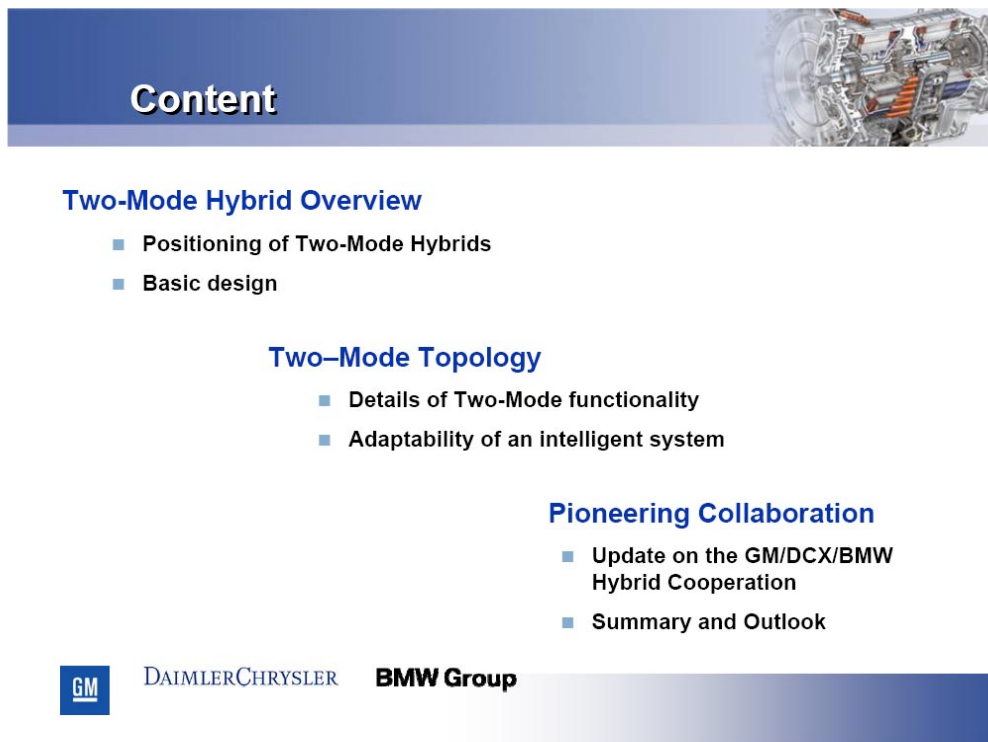 Content
Two-Mode Hybrid Overview
Positioning of Two-Mode Hybrids
Basic design
Two–Mode Topology
Details of Two-Mode functionality
Adaptability of an intelligent system
Pioneering Collaboration
Update on the GM/DCX/BMW
Hybrid Cooperation
Summary and Outlook
GM
DAIMLERCHRYSLER
BMW Group